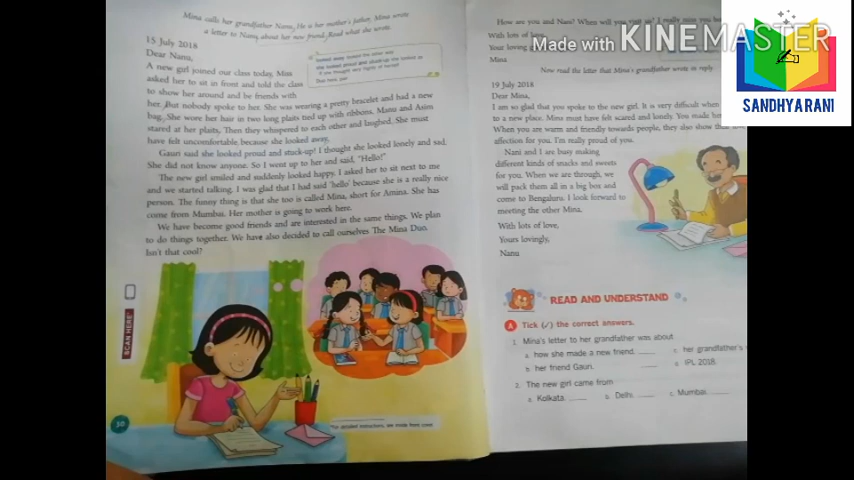 Mina calls her grandfather Nanu. He is her mother's father. Mina wrote
a letter to Nanu about her new friend. Read what she wrote.
15 July 2018
Dear Nanu,
A new girl joined our class today. Miss
asked her to sit in front and told the class
to show her around and be friends with
her. But nobody spoke to her. She was wearing a pretty bracelet and had a new
bag. She wore her hair in two long plaits tied up with ribbons. Manu and Asim
stared at her plaits. Then they whispered to each other and laughed. She must
have felt uncomfortable because she looked away.
Gauri said she looked proud and stuck-up! I thought she looked lonely and sad.
She did not know anyone. So I went up to her and said, "Hello!"
The new girl smiled and suddenly looked happy. I asked her to sit next to me
and we started talking. I was glad that I had said 'hello' because she is a really nice
person. The funny thing is that she too is called Mina, short for Amina. She has
come from Mumbai. Her mother is going to work here.
We have become good friends and are interested in the same things. We plan
to do things together. We have also decided to call ourselves The Mina Duo.
Isn't that cool?
SCAN HERE
50
How are you and Nani? When will you visit us? I really
With lots of love,
Your loving
Mina
Now read the letter that Mina's grandfather wrote in reply.
19 July 2018
Dear Mina,
I am so glad that you spoke to the new girl. It is very difficult when
to a new place. Mina must have felt scared and lonely. You made
When you are warm and friendly towards people, they also show
affection for you. I'm really proud of you.
Nani and I are busy making
different kinds of snacks and sweets
for you. When we are through, we
will pack them all in a big box and
come to Bengaluru. I look forward to
meeting the other Mina.
With lots of love,
Yours lovingly,
Nanu
READ AND UNDERSTAND
A Tick (✓) the correct answers.
1. Mina's letter to her grandfather was about
a. how she made a new friend. c. her grandfather's
b. her friend Gauri. d. IPL 2018.
2. The new girl came from
a. Kolkata. b. Delhi. c. Mumbai.
Made with KINEMASTER
SANDHYA RANI